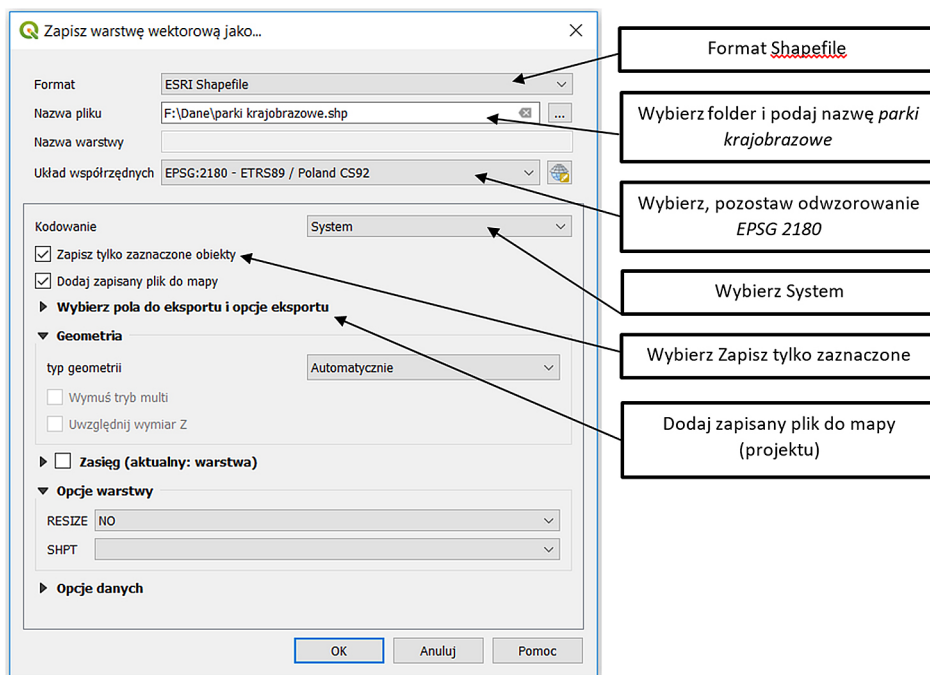 Zapisz warstwę wektorową jako...
Format Shapefile
Format
ESRI Shapefile
Nazwa pliku
F:\Dane\parki krajobrazowe.shp
...
Wybierz folder i podaj nazwę parki
krajobrazowe
Nazwa warstwy
Układ współrzędnych
EPSG:2180 - ETRS89 / Poland CS92
Wybierz, pozostaw odwzorowanie
EPSG 2180
Kodowanie
System
Zapisz tylko zaznaczone obiekty
Dodaj zapisany plik do mapy
Wybierz System
Wybierz pola do eksportu i opcje eksportu
Geometria
Wybierz Zapisz tylko zaznaczone
typ geometrii
Automatycznie
Wymuś tryb multi
Uwzględnij wymiar Z
Dodaj zapisany plik do mapy
(projektu)
Zasięg (aktualny: warstwa)
Opcje warstwy
RESIZE
NO
SHPT
Opcje danych
OK
Anuluj
Pomoc